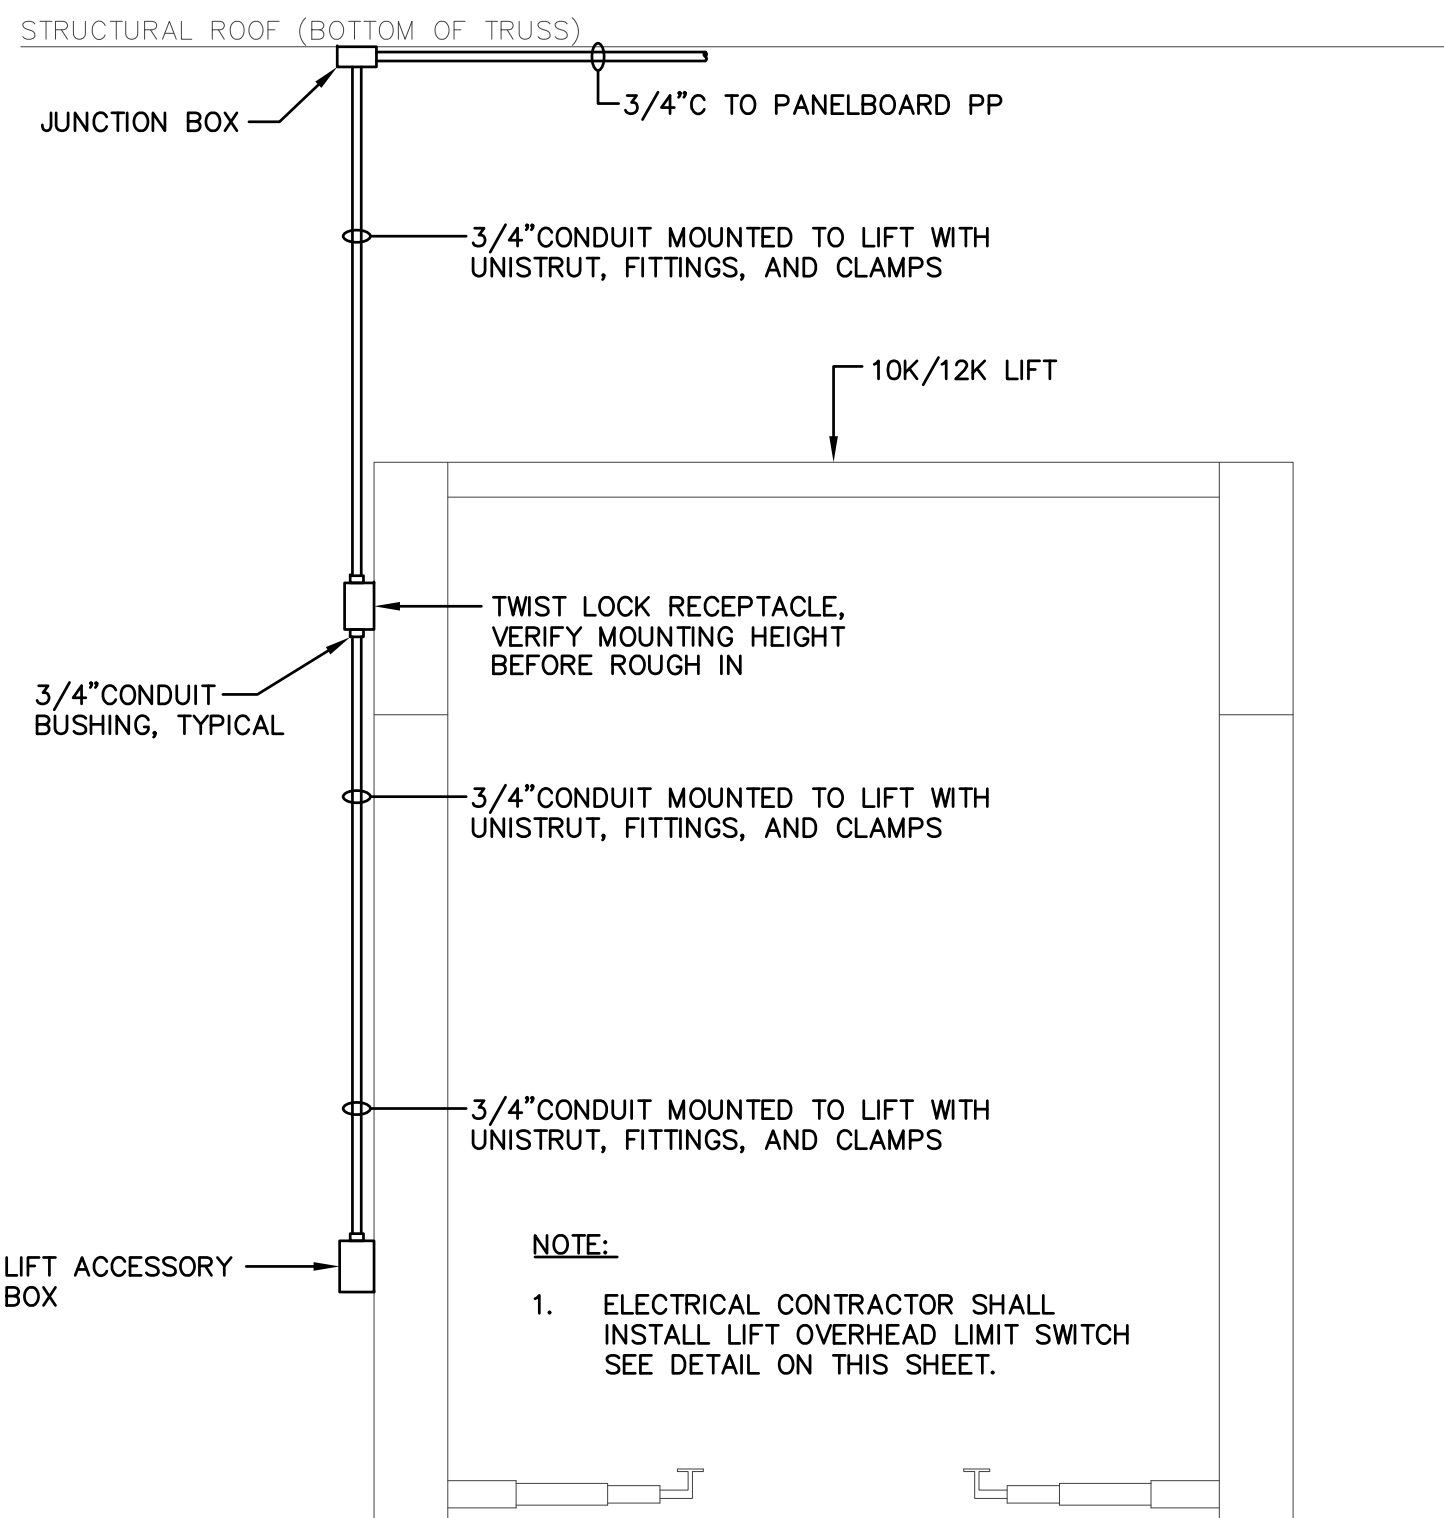 STRUCTURAL ROOF (BOTTOM OF TRUSS)
3/4"C TO PANELBOARD PP
JUNCTION BOX
3/4"CONDUIT MOUNTED TO LIFT WITH
UNISTRUT, FITTINGS, AND CLAMPS
10K/12K LIFT
TWIST LOCK RECEPTACLE,
VERIFY MOUNTING HEIGHT
BEFORE ROUGH IN
3/4"CONDUIT
BUSHING, TYPICAL
3/4"CONDUIT MOUNTED TO LIFT WITH
UNISTRUT, FITTINGS, AND CLAMPS
3/4"CONDUIT MOUNTED TO LIFT WITH
UNISTRUT, FITTINGS, AND CLAMPS
LIFT ACCESSORY
BOX
NOTE:
1. ELECTRICAL CONTRACTOR SHALL
INSTALL LIFT OVERHEAD LIMIT SWITCH
SEE DETAIL ON THIS SHEET.